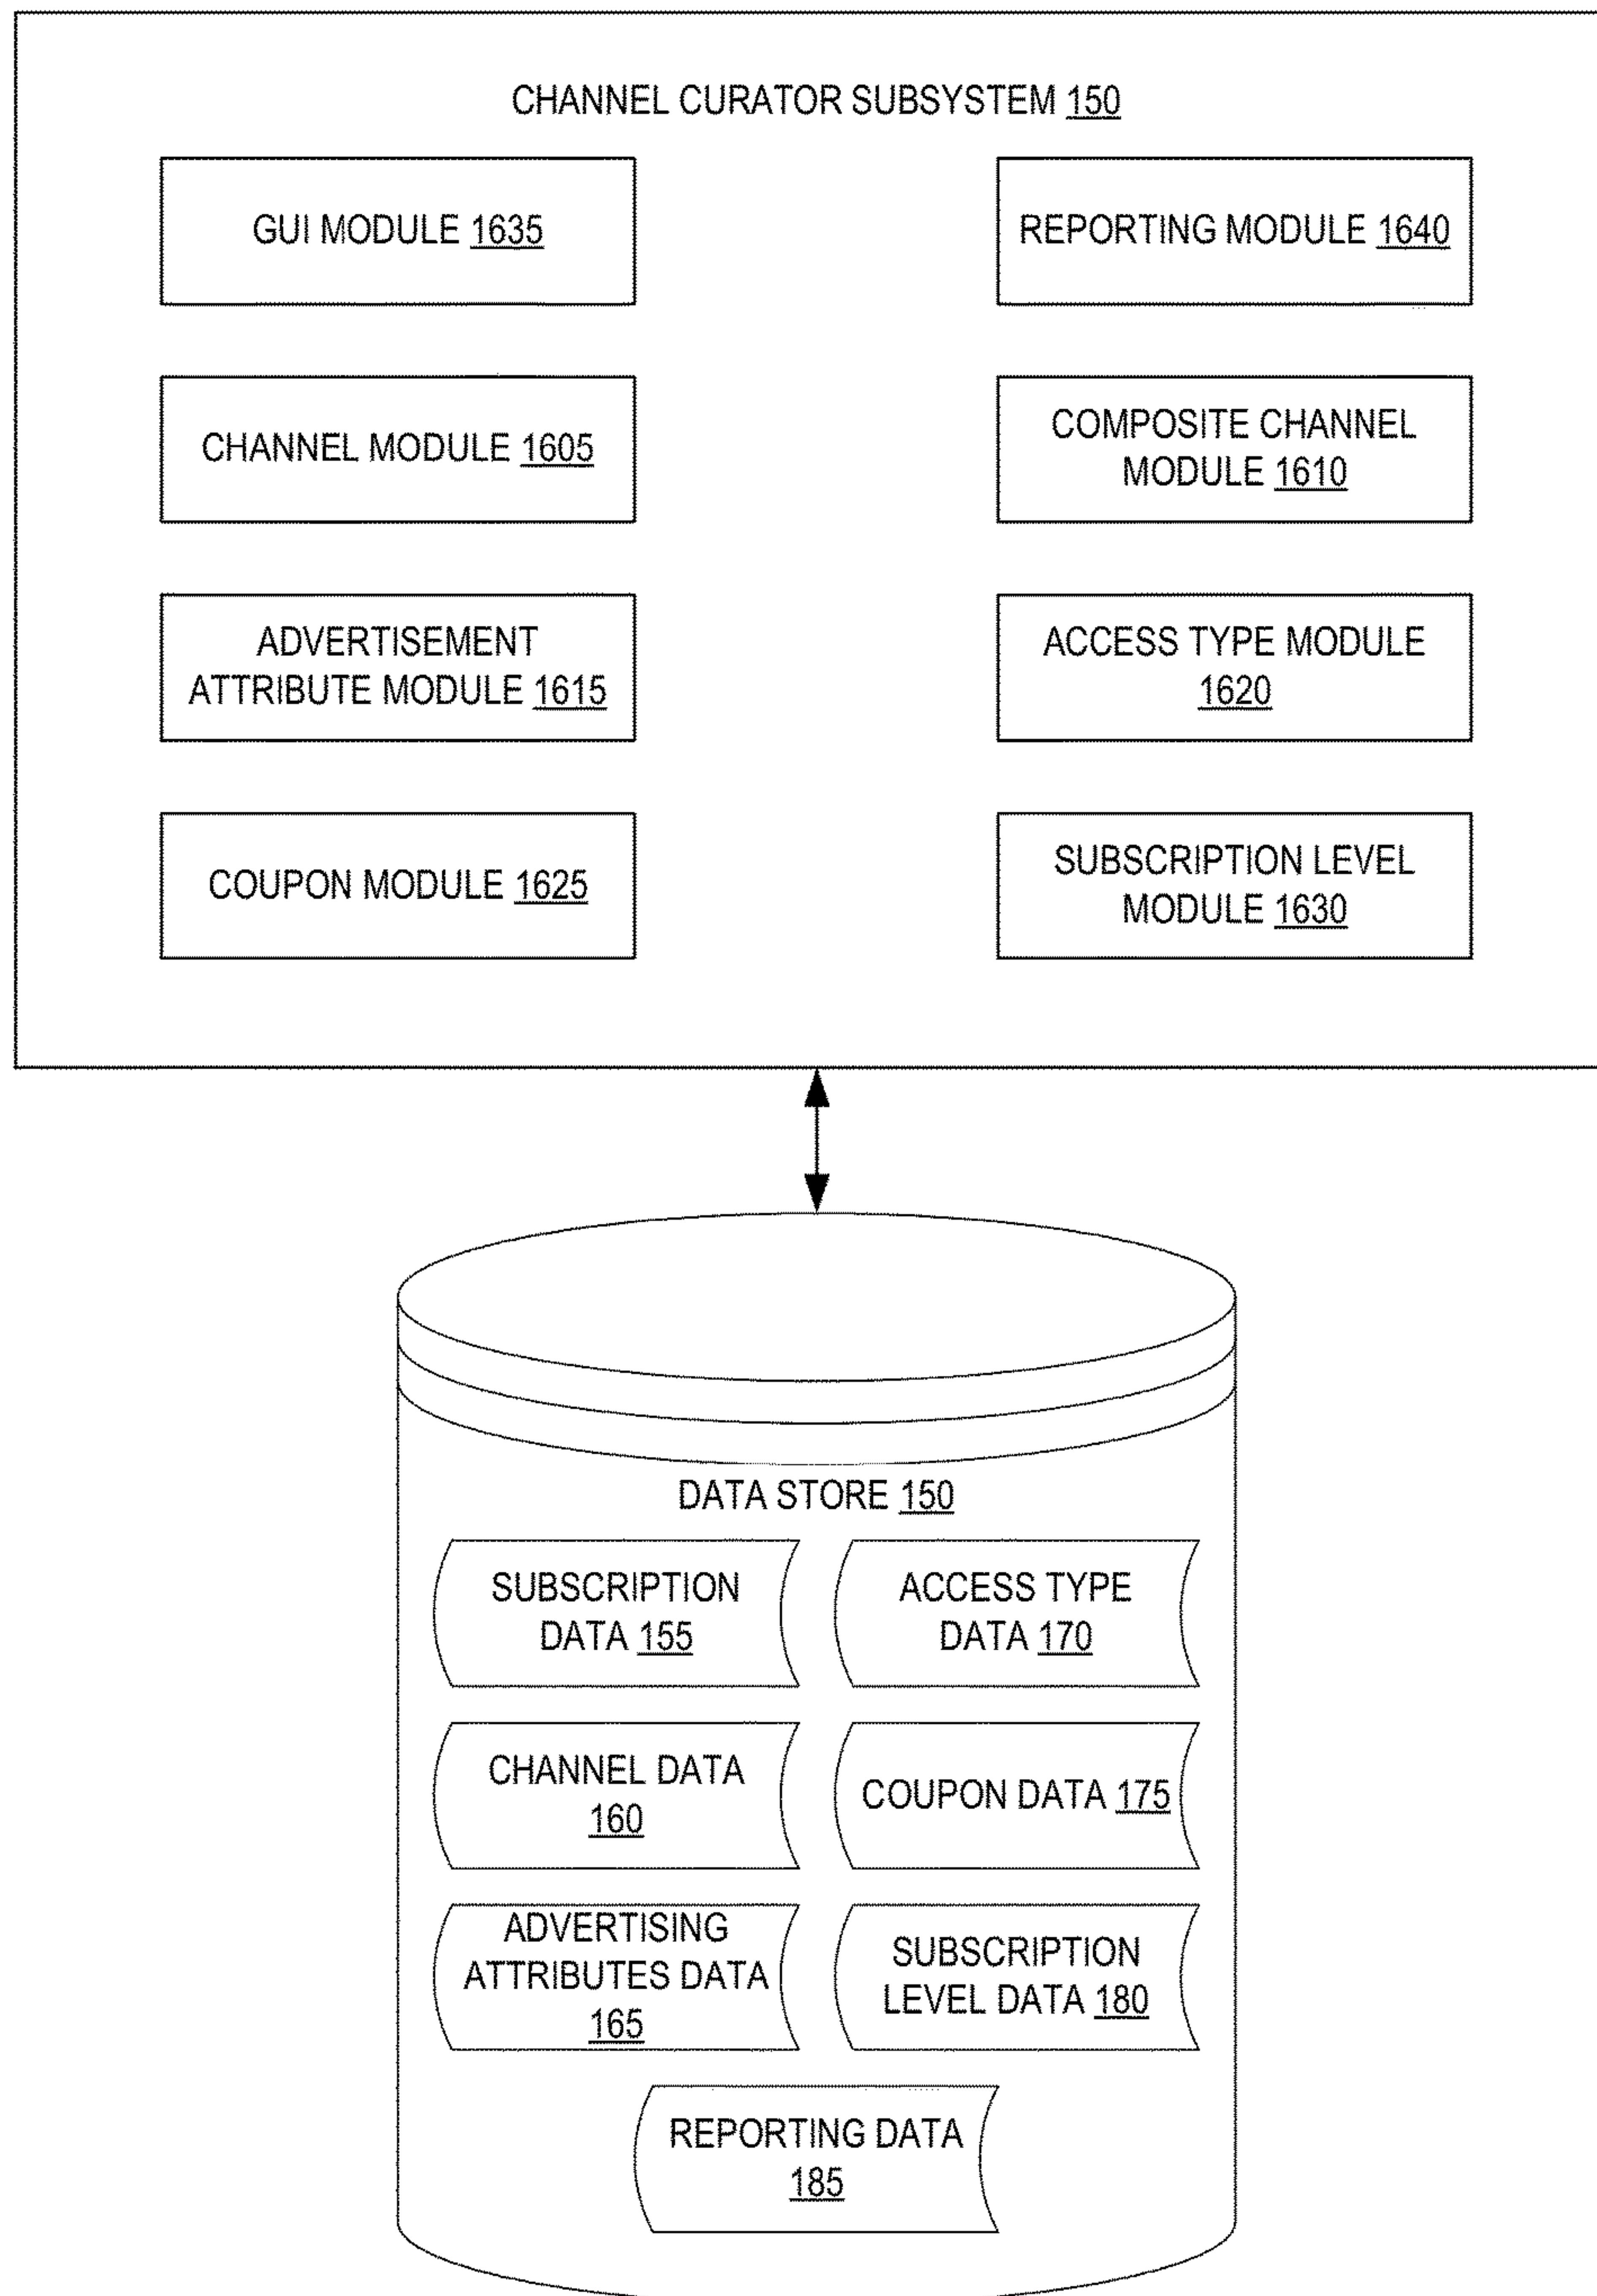 CHANNEL CURATOR SUBSYSTEM 150
GUI MODULE 1635
REPORTING MODULE 1640
CHANNEL MODULE 1605
COMPOSITE CHANNEL
MODULE 1610
ADVERTISEMENT
ATTRIBUTE MODULE 1615
ACCESS TYPE MODULE
1620
COUPON MODULE 1625
SUBSCRIPTION LEVEL
MODULE 1630
DATA STORE 150
SUBSCRIPTION
DATA 155
ACCESS TYPE
DATA 170
CHANNEL DATA
160
COUPON DATA 175
ADVERTISING
ATTRIBUTES DATA
165
SUBSCRIPTION
LEVEL DATA 180
REPORTING DATA
185